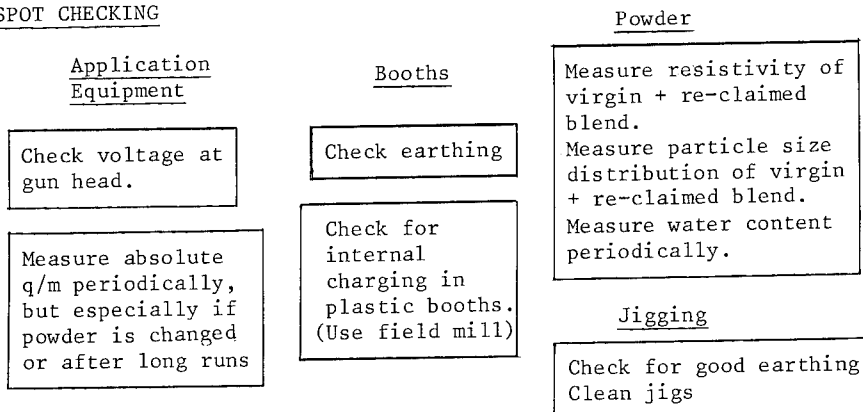 SPOT CHECKING
Application
Equipment
Check voltage at
gun head.
Measure absolute
q/m periodically,
but especially if
powder is changed
or after long runs
Booths
Check earthing
Check for
internal
charging in
plastic booths.
(Use field mill)
Powder
Measure resistivity of
virgin + re-claimed
blend.
Measure particle size
distribution of virgin
+ re-claimed blend.
Measure water content
periodically.
Jigging
Check for good earthing
Clean jigs